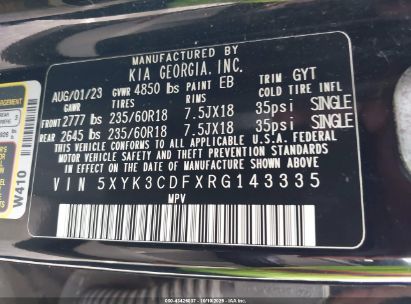 MANUFACTURED BY
KIA GEORGIA, INC.
AUG/01/23 GVWR 4850 lbs PAINT EB TRIM GYT
GAWR TIRES RIMS COLD TIRE INFL
FRONT 2777 lbs 235/60R18 7.5JX18 35psi SINGLE
REAR 2645 lbs 235/60R18 7.5JX18 35psi SINGLE
THIS VEHICLE CONFORMS TO ALL APPLICABLE U.S.A. FEDERAL
MOTOR VEHICLE SAFETY BUMPER, AND THEFT PREVENTION STANDARDS
IN EFFECT ON THE DATE OF MANUFACTURE SHOWN ABOVE.
VIN 5XYK3CDFXRG143335
MPV
W410